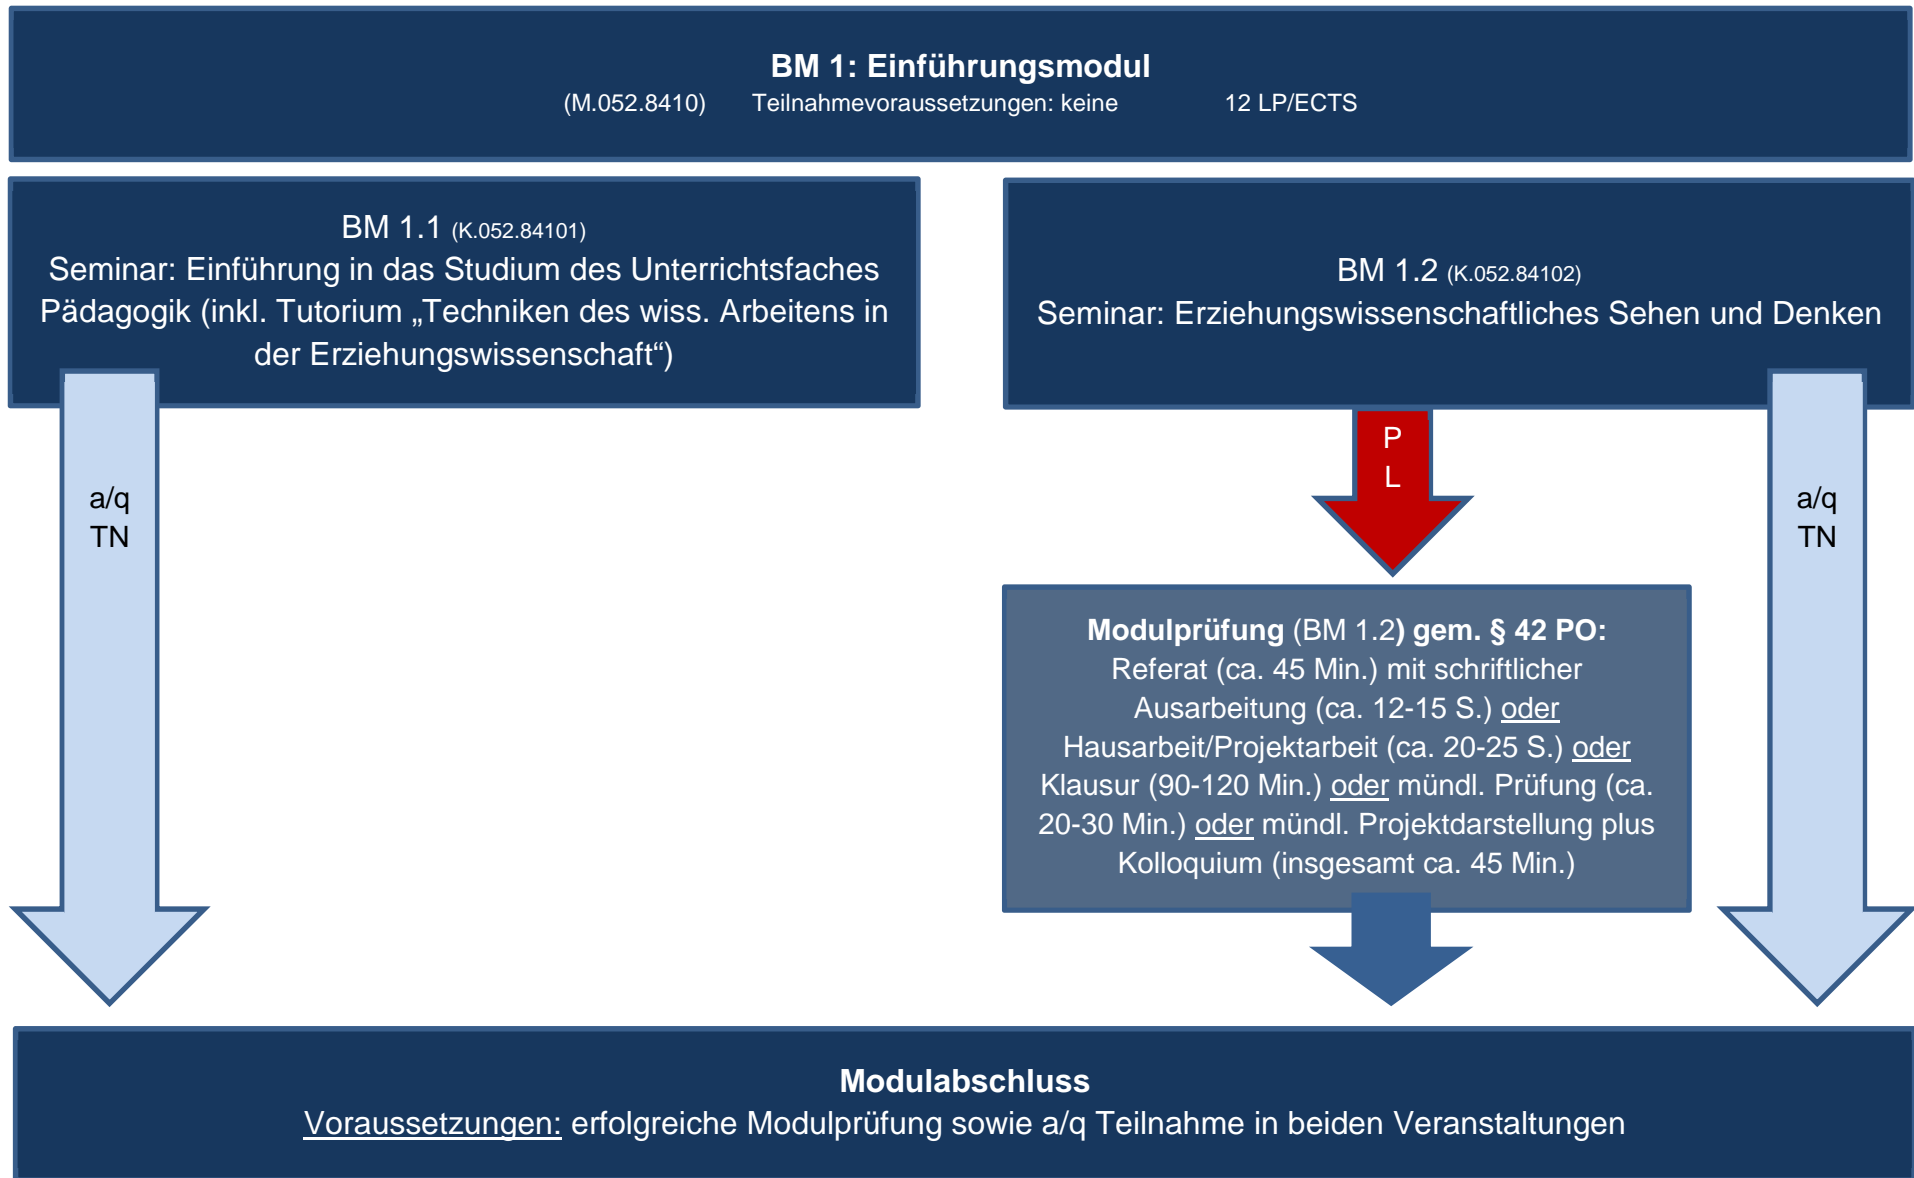 BM 1: Einführungsmodul
(M.052.8410) Teilnahmevoraussetzungen: keine 12 LP/ECTS
BM 1.1 (K.052.84101)
Seminar: Einführung in das Studium des Unterrichtsfaches
Pädagogik (inkl. Tutorium „Techniken des wiss. Arbeitens in
der Erziehungswissenschaft“)
BM 1.2 (K.052.84102)
Seminar: Erziehungswissenschaftliches Sehen und Denken
a/q
TN
P
L
a/q
TN
Modulprüfung (BM 1.2) gem. § 42 PO:
Referat (ca. 45 Min.) mit schriftlicher
Ausarbeitung (ca. 12-15 S.) oder
Hausarbeit/Projektarbeit (ca. 20-25 S.) oder
Klausur (90-120 Min.) oder mündl. Prüfung (ca.
20-30 Min.) oder mündl. Projektdarstellung plus
Kolloquium (insgesamt ca. 45 Min.)
Modulabschluss
Voraussetzungen: erfolgreiche Modulprüfung sowie a/q Teilnahme in beiden Veranstaltungen